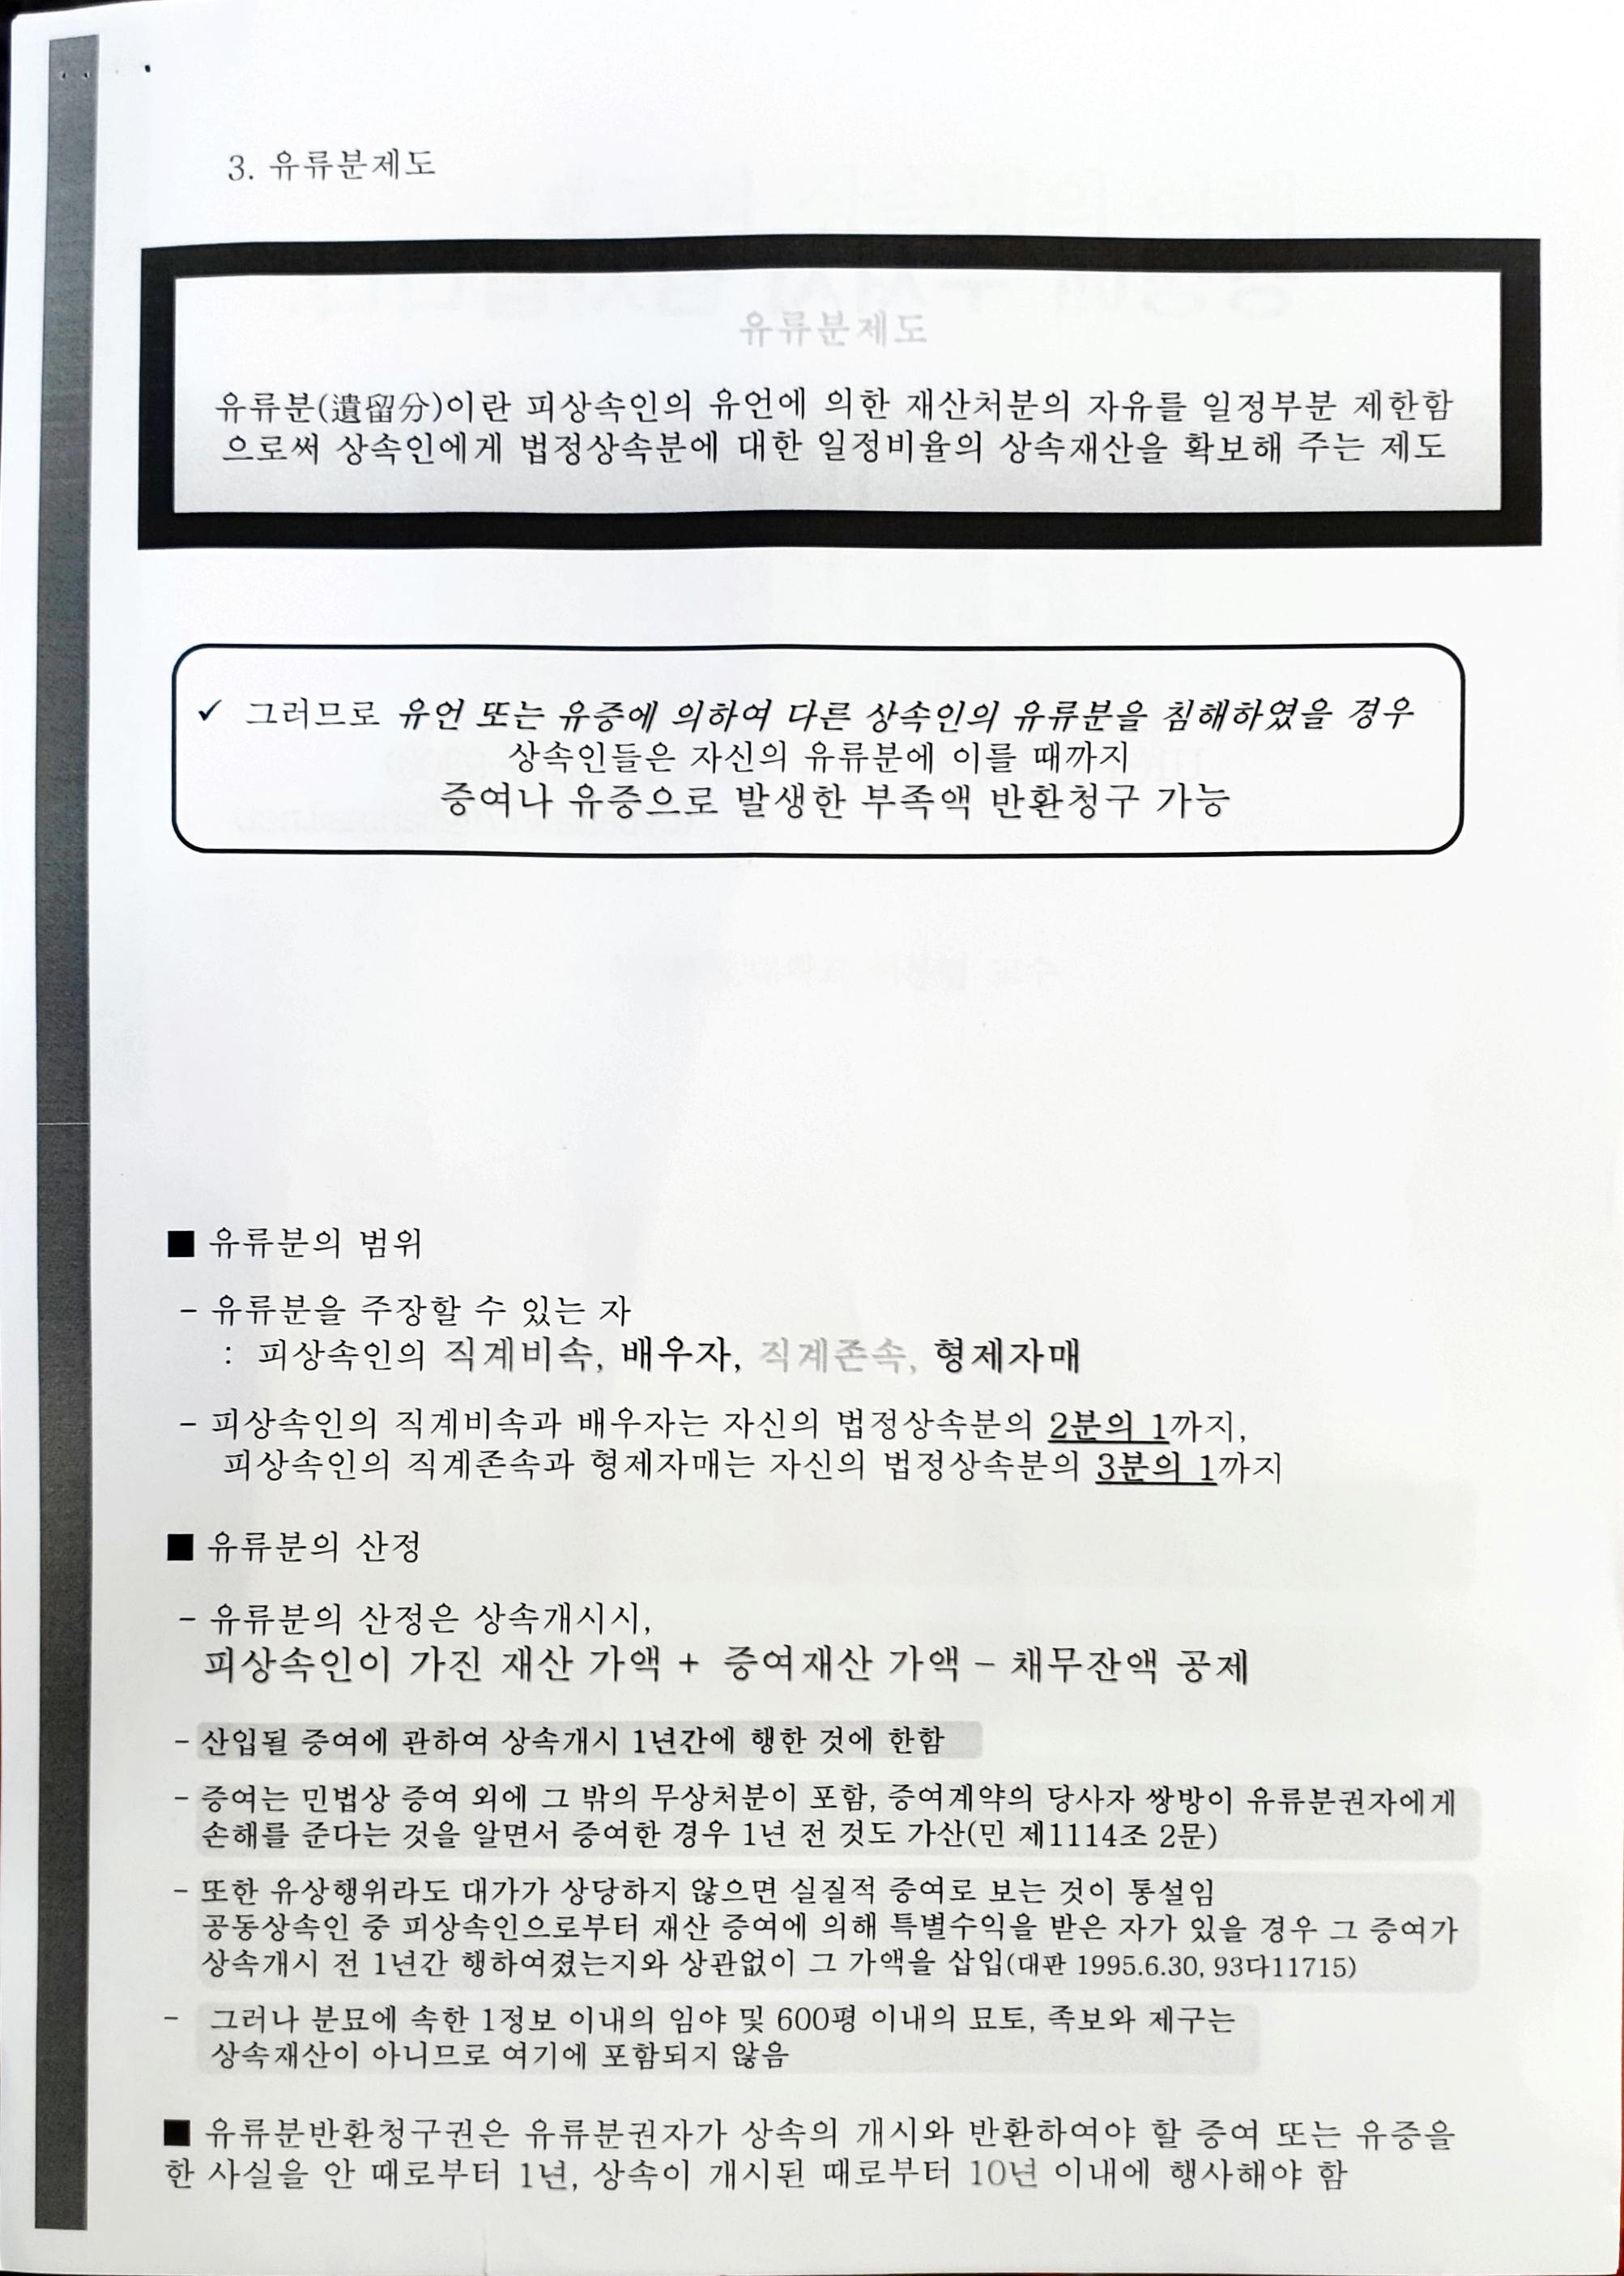 3. 유류분제도
유류분제도
유류분(遺留分)이란 피상속인의 유언에 의한 재산처분의 자유를 일정부분 제한함
으로써 상속인에게 법정상속분에 대한 일정비율의 상속재산을 확보해 주는 제도
✓ 그러므로 유언 또는 유증에 의하여 다른 상속인의 유류분을 침해하였을 경우
상속인들은 자신의 유류분에 이를 때까지
증여나 유증으로 발생한 부족액 반환청구 가능
■ 유류분의 범위
- 유류분을 주장할 수 있는 자
: 피상속인의 직계비속, 배우자, 직계존속, 형제자매
- 피상속인의 직계비속과 배우자는 자신의 법정상속분의 2분의 1까지,
피상속인의 직계존속과 형제자매는 자신의 법정상속분의 3분의 1까지
■ 유류분의 산정
- 유류분의 산정은 상속개시시,
피상속인이 가진 재산 가액 + 증여재산 가액 - 채무잔액 공제
- 산입될 증여에 관하여 상속개시 1년간에 행한 것에 한함
- 증여는 민법상 증여 외에 그 밖의 무상처분이 포함, 증여계약의 당사자 쌍방이 유류분권자에게
손해를 준다는 것을 알면서 증여한 경우 1년 전 것도 가산(민 제1114조 2문)
- 또한 유상행위라도 대가가 상당하지 않으면 실질적 증여로 보는 것이 통설임
공동상속인 중 피상속인으로부터 재산 증여에 의해 특별수익을 받은 자가 있을 경우 그 증여가
상속개시 전 1년간 행하여졌는지와 상관없이 그 가액을 삽입(대판 1995.6.30, 93다11715)
- 그러나 분묘에 속한 1정보 이내의 임야 및 600평 이내의 묘토, 족보와 제구는
상속재산이 아니므로 여기에 포함되지 않음
■ 유류분반환청구권은 유류분권자가 상속의 개시와 반환하여야 할 증여 또는 유증을
한 사실을 안 때로부터 1년, 상속이 개시된 때로부터 10년 이내에 행사해야 함